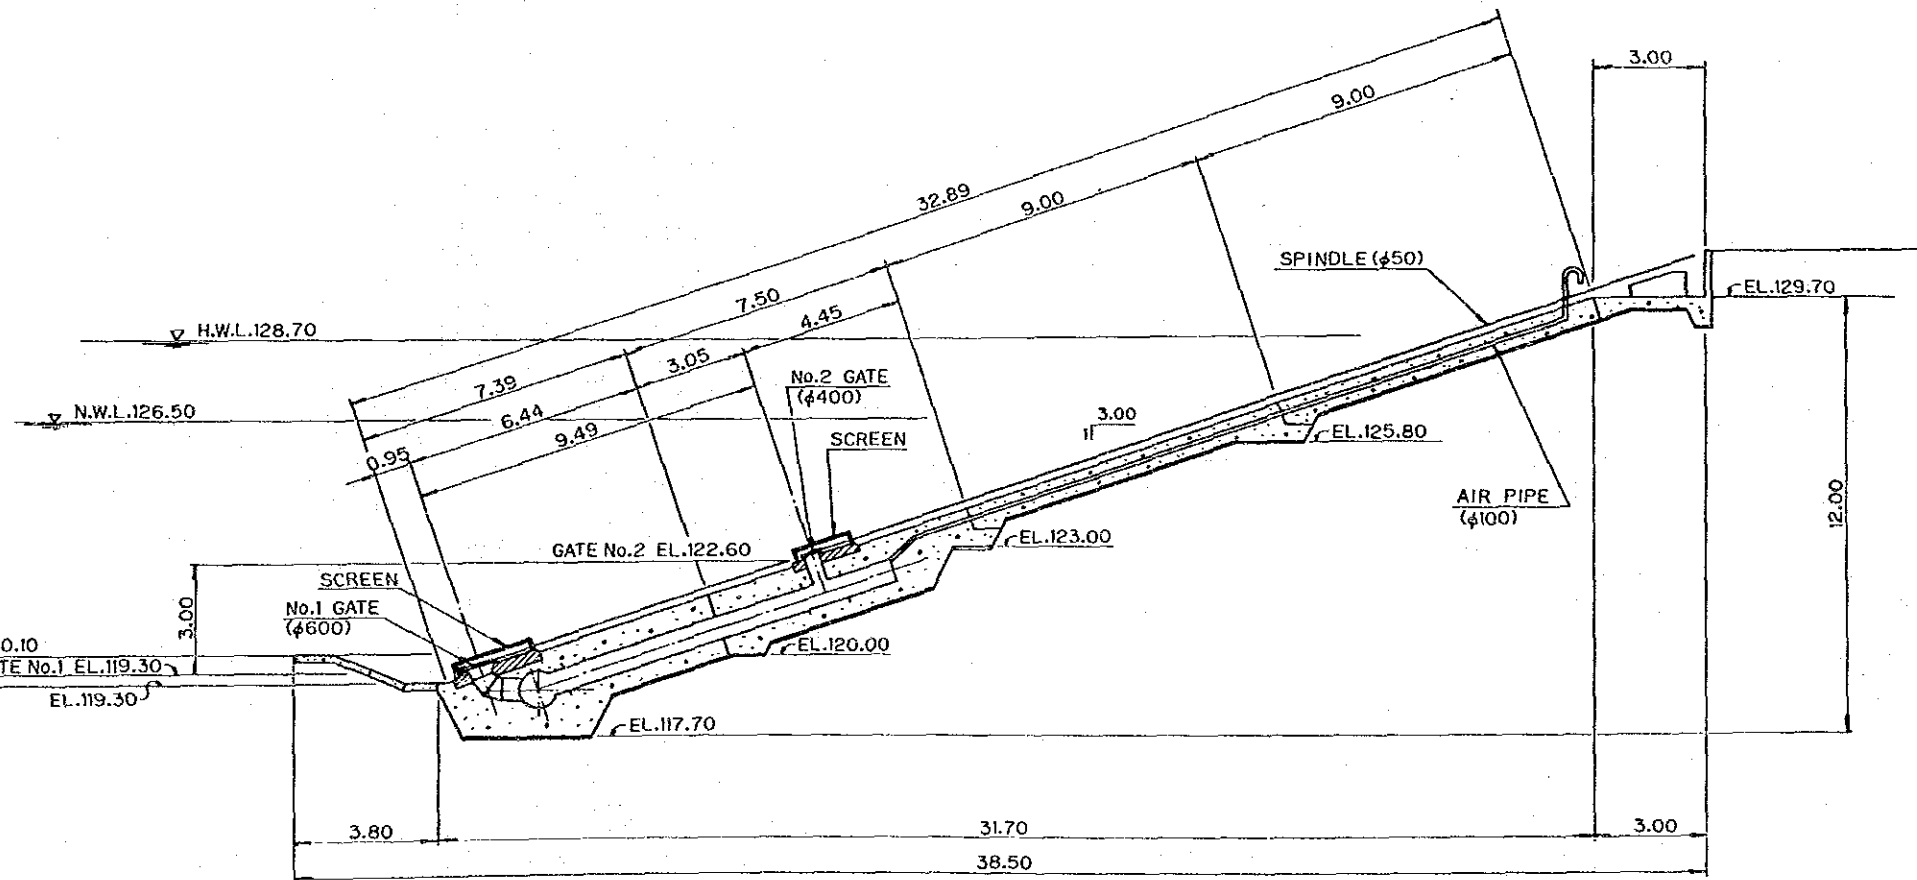 3.00
9.00
32.89
9.00
SPINDLE (ϕ50)
EL.129.70
7.50
4.45
H.W.L.128.70
3.05
7.39
No.2 GATE
(ϕ400)
N.W.L.126.50
6.44
9.49
SCREEN
3.00
1
EL.125.80
0.95
AIR PIPE
(ϕ100)
12.00
EL.123.00
GATE No.2 EL.122.60
SCREEN
No.1 GATE
(ϕ600)
3.00
0.10
TE No.1 EL.119.30
EL.119.30
EL.120.00
EL.117.70
3.80
31.70
3.00
38.50